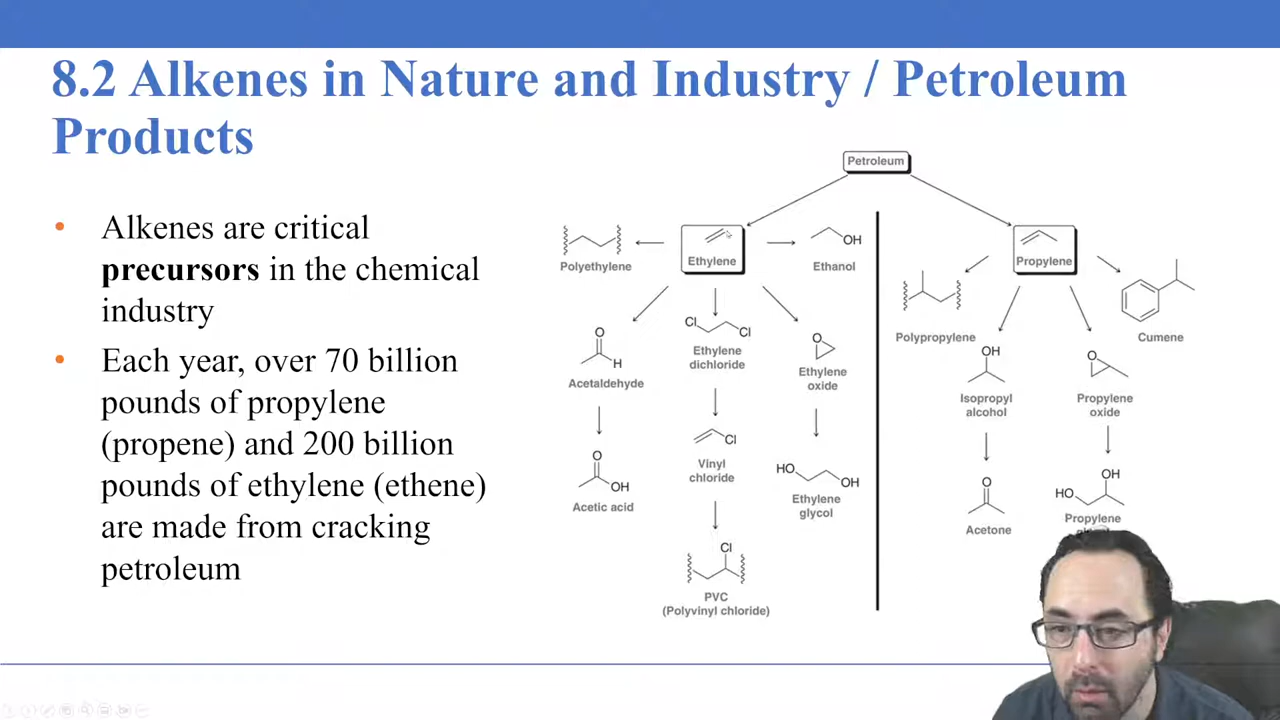 8.2 Alkenes in Nature and Industry / Petroleum
Products
• Alkenes are critical
precursors in the chemical
industry
• Each year, over 70 billion
pounds of propylene
(propene) and 200 billion
pounds of ethylene (ethene)
are made from cracking
petroleum
Petroleum
Polyethylene
Ethylene
OH
Ethanol
O
H
Acetaldehyde
O
OH
Acetic acid
Cl
Cl
Ethylene
dichloride
Cl
Vinyl
chloride
Cl
PVC
(Polyvinyl chloride)
O
Ethylene
oxide
HO
OH
Ethylene
glycol
Propylene
Polypropylene
Cumene
OH
Isopropyl
alcohol
O
Acetone
O
Propylene
oxide
OH
HO
Propylene